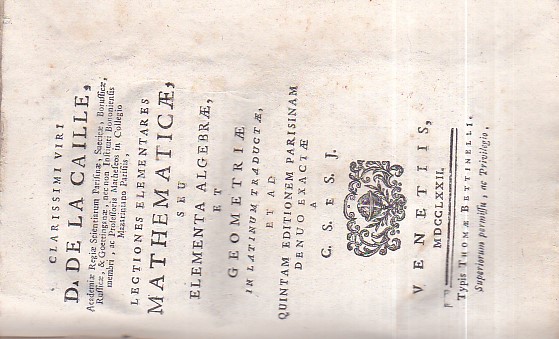 CLARISSIMI VIRI
D. DE LA CAILLE,
Academiæ Regiæ Scientiarum Parisinæ, Suecicæ, Borussicæ,
Russicæ, & Goettinganæ, nec non Instituti Bononiensis
membri, ac Professoris Matheseos in Collegio
Mazariniano Parisiis,
LECTIONES ELEMENTARES
MATHEMATICÆ,
SEU
ELEMENTA ALGEBRÆ,
ET
GEOMETRIÆ
IN LATINUM TRADUCTÆ,
ET AD
QUINTAM EDITIONEM PARISINAM
DENUO EXACTÆ
A
C. S. e S. J.
VENETIIS,
MDCCLXXII.
Typis THOMÆ BETTINELLI,
Superiorum permissu, ac Privilegio,